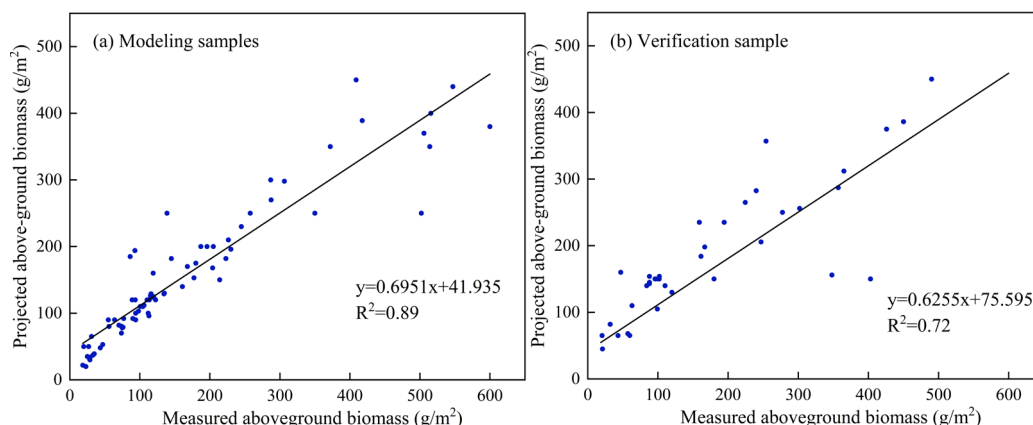 (a) Modeling samples
Projected above-ground biomass (g/m²)
500
400
300
200
100
0
y=0.6951x+41.935
R²=0.89
0 100 200 300 400 500 600
Measured aboveground biomass (g/m²)
(b) Verification sample
Projected above-ground biomass (g/m²)
500
400
300
200
100
0
y=0.6255x+75.595
R²=0.72
0 100 200 300 400 500 600
Measured aboveground biomass (g/m²)